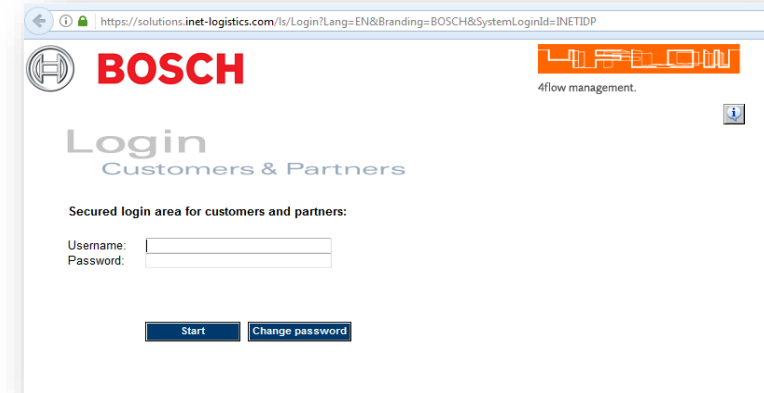 https://solutions.inet-logistics.com/ls/Login?Lang=EN&Branding=BOSCH&SystemLoginId=INETIDP
BOSCH
4FLOW
4flow management.
Login
Customers & Partners
Secured login area for customers and partners:
Username:
Password:
Start Change password